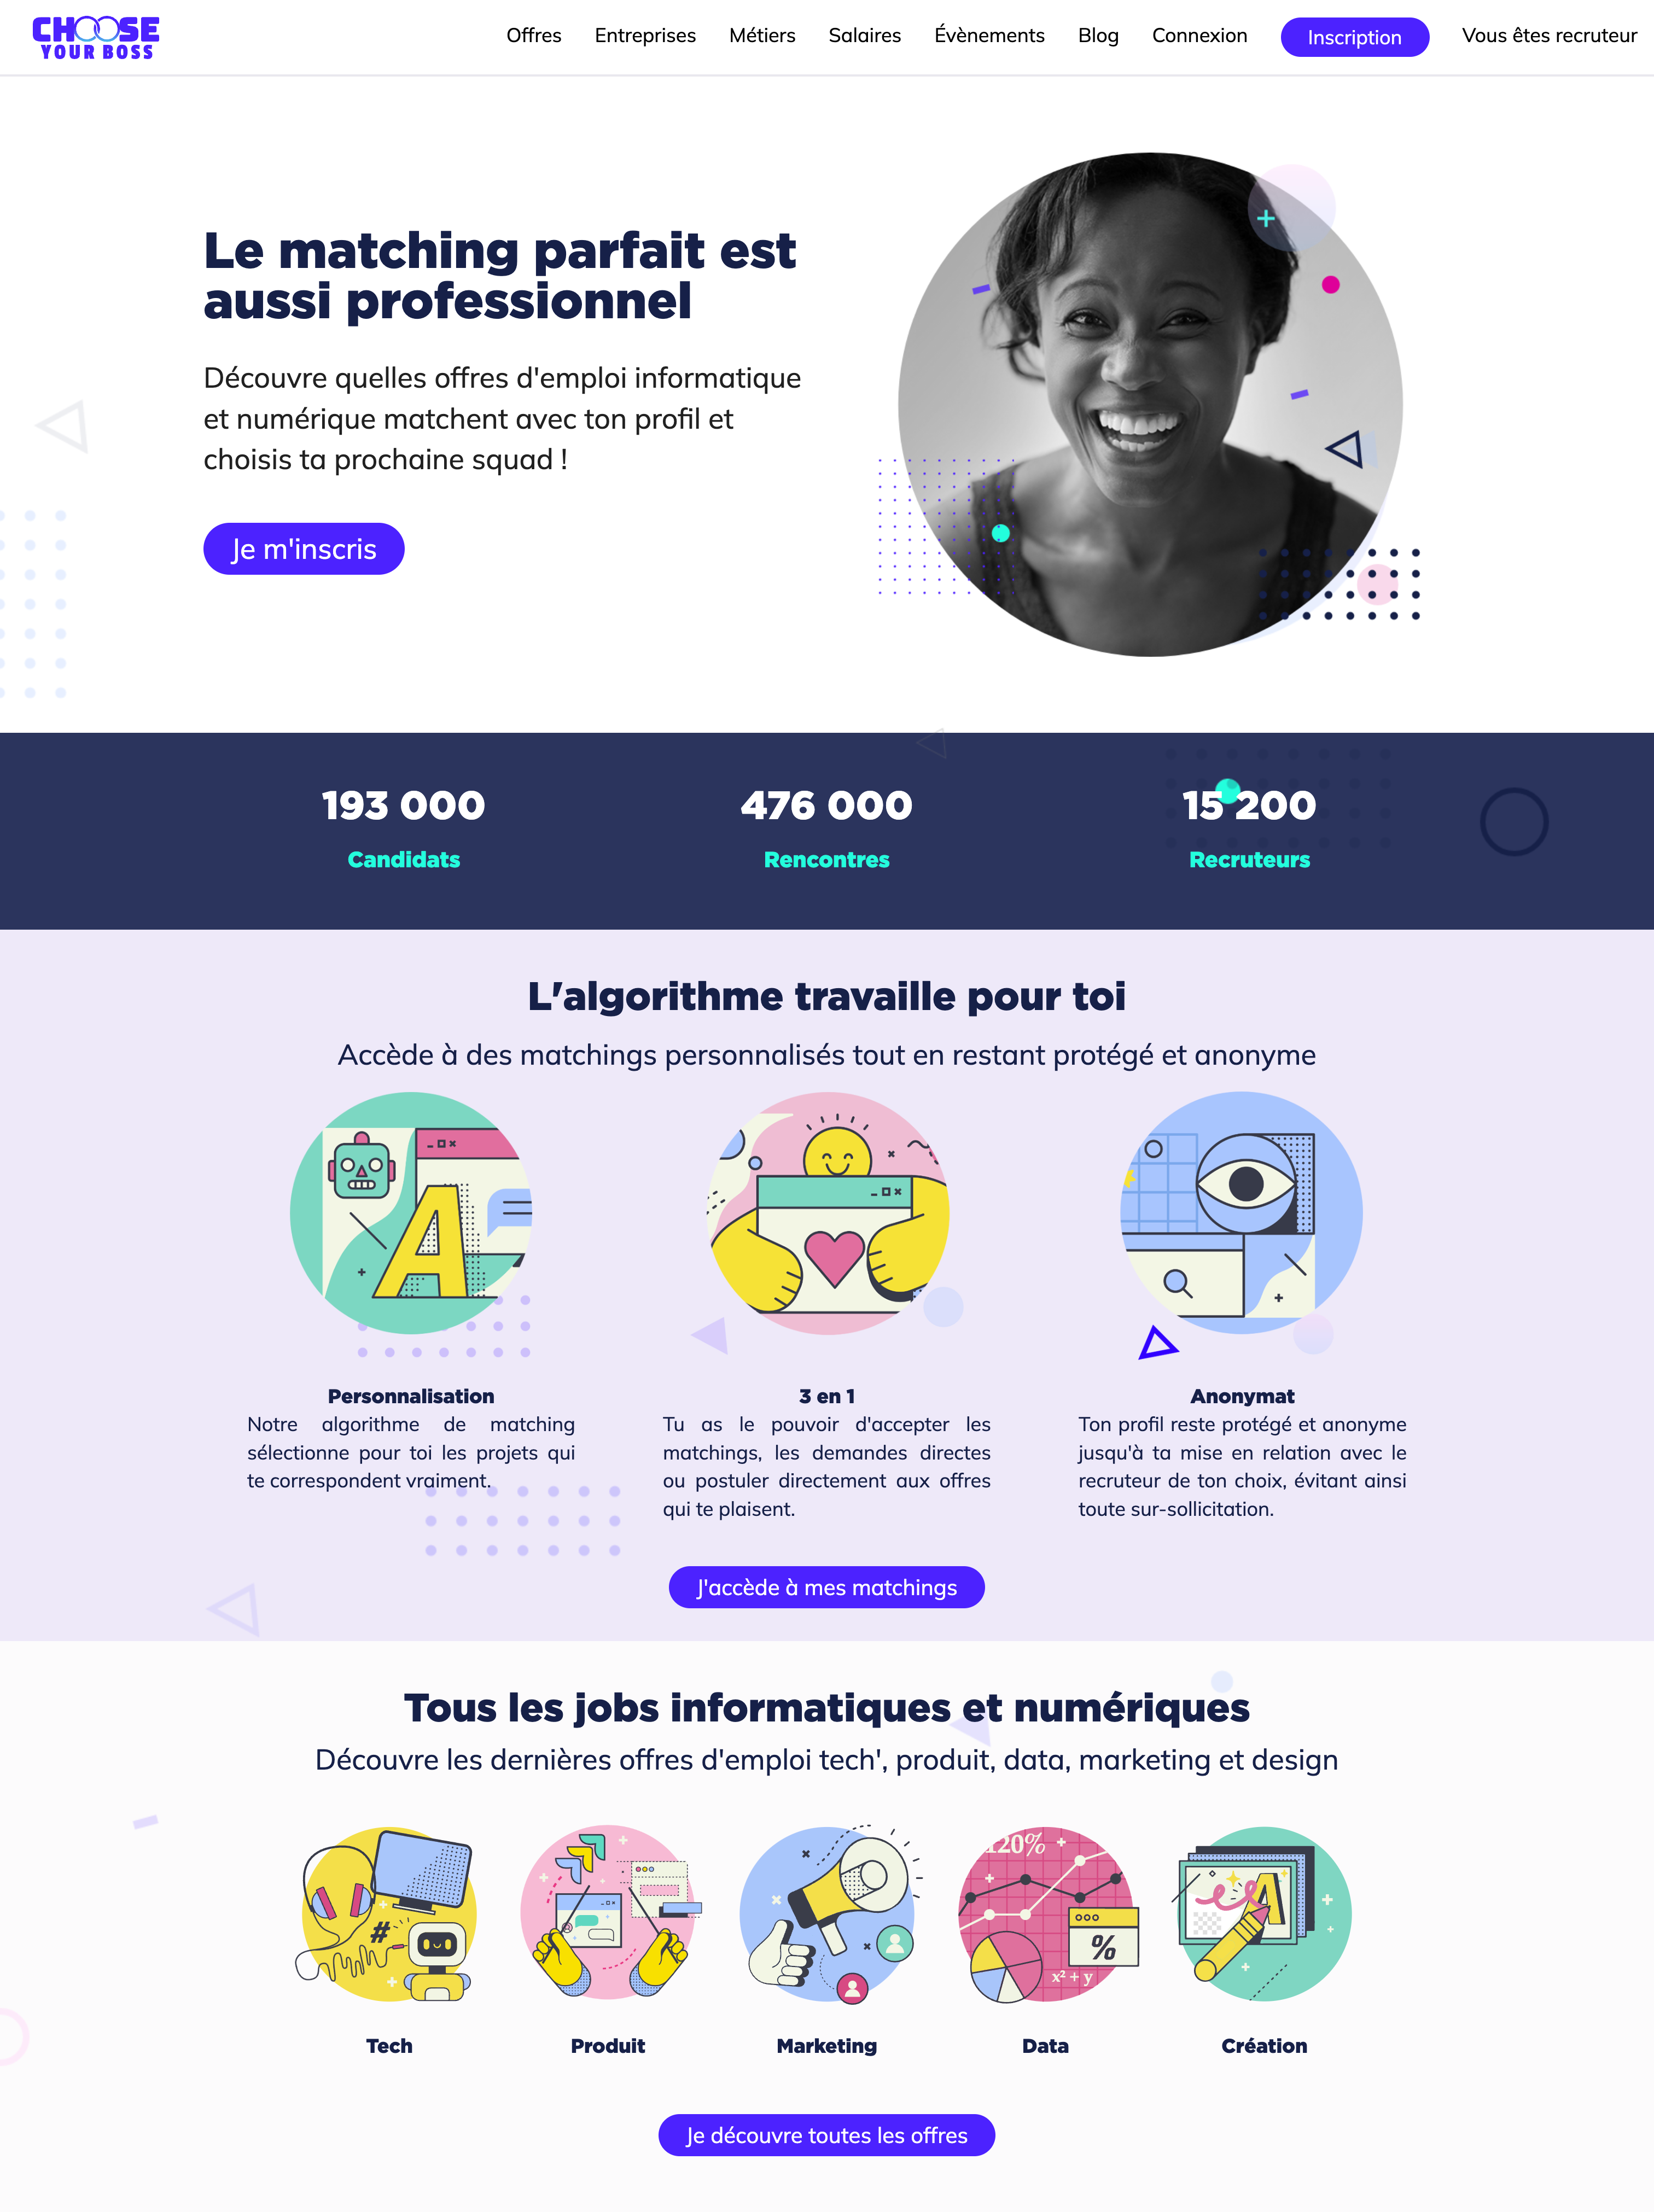 CHOOSE
YOUR BOSS
Offres Entreprises Métiers Salaires Évènements Blog Connexion Inscription Vous êtes recruteur
Le matching parfait est
aussi professionnel
Découvre quelles offres d'emploi informatique
et numérique matchent avec ton profil et
choisis ta prochaine squad !
Je m'inscris
193 000 476 000 15 200
Candidats Rencontres Recruteurs
L'algorithme travaille pour toi
Accède à des matchings personnalisés tout en restant protégé et anonyme
A
Personnalisation
Notre algorithme de matching
sélectionne pour toi les projets qui
te correspondent vraiment.
3 en 1
Tu as le pouvoir d'accepter les
matchings, les demandes directes
ou postuler directement aux offres
qui te plaisent.
Anonymat
Ton profil reste protégé et anonyme
jusqu'à ta mise en relation avec le
recruteur de ton choix, évitant ainsi
toute sur-sollicitation.
J'accède à mes matchings
Tous les jobs informatiques et numériques
Découvre les dernières offres d'emploi tech', produit, data, marketing et design
#
120%
%
x² + y
A
Tech Produit Marketing Data Création
Je découvre toutes les offres